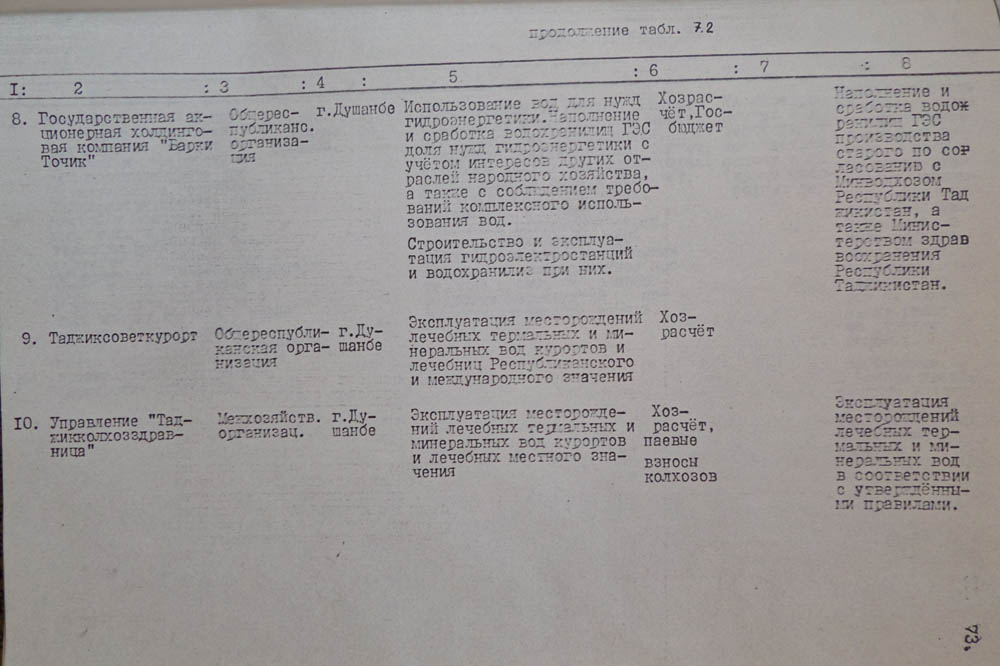 продолжение табл. 7.2
I: 2 : 3 : 4 : 5 : 6 : 7 : 8
8. Государственная ак-
ционерная холдинго-
вая компания "Барки
Точик"
Общерес-
публиканс.
организа-
ция
г.Душанбе
Использование вод для нужд
гидроэнергетики.Наполнение
и сработка водохранилищ ГЭС
доля нужд гидроэнергетики с
учётом интересов других от-
раслей народного хозяйства,
а также с соблюдением требо-
ваний комплексного исполь-
зования вод.
Строительство и эксплуа-
тация гидроэлектростанций
и водохранилищ при них.
Хозрас-
чёт,Гос-
бюджет
Наполнение и
сработка водох
ранилищ ГЭС
производства
старого по сог
ласованию с
Минводхозом
Республики Тад
жикистан, а
также Минис-
терством здрав
воохранения
Республики
Таджикистан.
9. Таджиксоветкурорт
Общереспубли-
канская орга-
низация
г.Ду-
шанбе
Эксплуатация месторождений
лечебных термальных и ми-
неральных вод курортов и
лечебниц Республиканского
и международного значения
Хоз-
расчёт
10. Управление "Тад-
жикколхозздрав-
ница"
Межхозяйств.
организац.
г.Ду-
шанбе
Эксплуатация месторожде-
ний лечебных термальных и
минеральных вод курортов
и лечебных местного зна-
чения
Хоз-
расчёт,
паевые
взносы
колхозов
Эксплуатация
месторождений
лечебных тер-
мальных и ми-
неральных вод
в соответствии
с утверждённы-
ми правилами.
73.